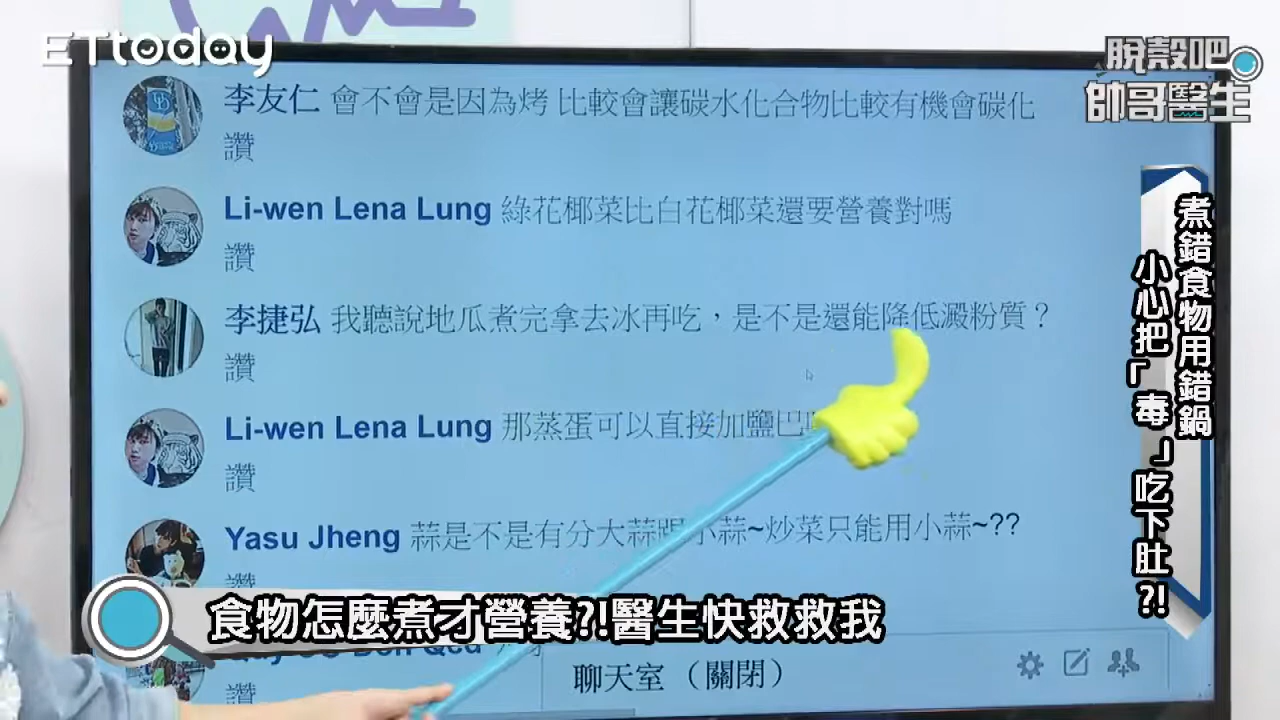 ETtoday
脫殼吧
帥哥醫生
李友仁 會不會是因為烤 比較會讓碳水化合物比較有機會碳化
讚
Li-wen Lena Lung 綠花椰菜比白花椰菜還要營養對嗎
讚
李捷弘 我聽說地瓜煮完拿去冰再吃，是不是還能降低澱粉質？
讚
Li-wen Lena Lung 那蒸蛋可以直接加鹽巴
讚
Yasu Jheng 蒜是不是有分大蒜跟小蒜~炒菜只能用小蒜~??
讚
讚
聊天室（關閉）
食物怎麼煮才營養?!醫生快救救我
煮錯食物用錯鍋
小心把「毒」吃下肚?!